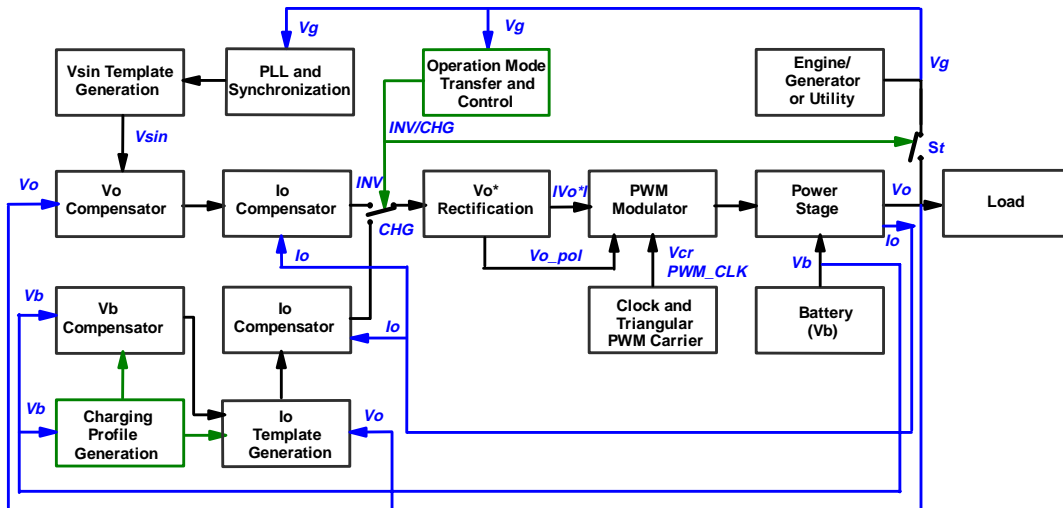 Vg
Vg
Vsin Template
Generation
PLL and
Synchronization
Operation Mode
Transfer and
Control
Engine/
Generator
or Utility
Vg
Vsin
INV/CHG
St
Vo
Vo
Compensator
Io
Compensator
INV
CHG
Vo*
Rectification
IVo*I
PWM
Modulator
Power
Stage
Vo
Io
Load
Io
Vo_pol
Vcr
PWM_CLK
Vb
Vb
Vb
Compensator
Io
Compensator
Io
Clock and
Triangular
PWM Carrier
Battery
(Vb)
Vb
Charging
Profile
Generation
Io
Template
Generation
Vo